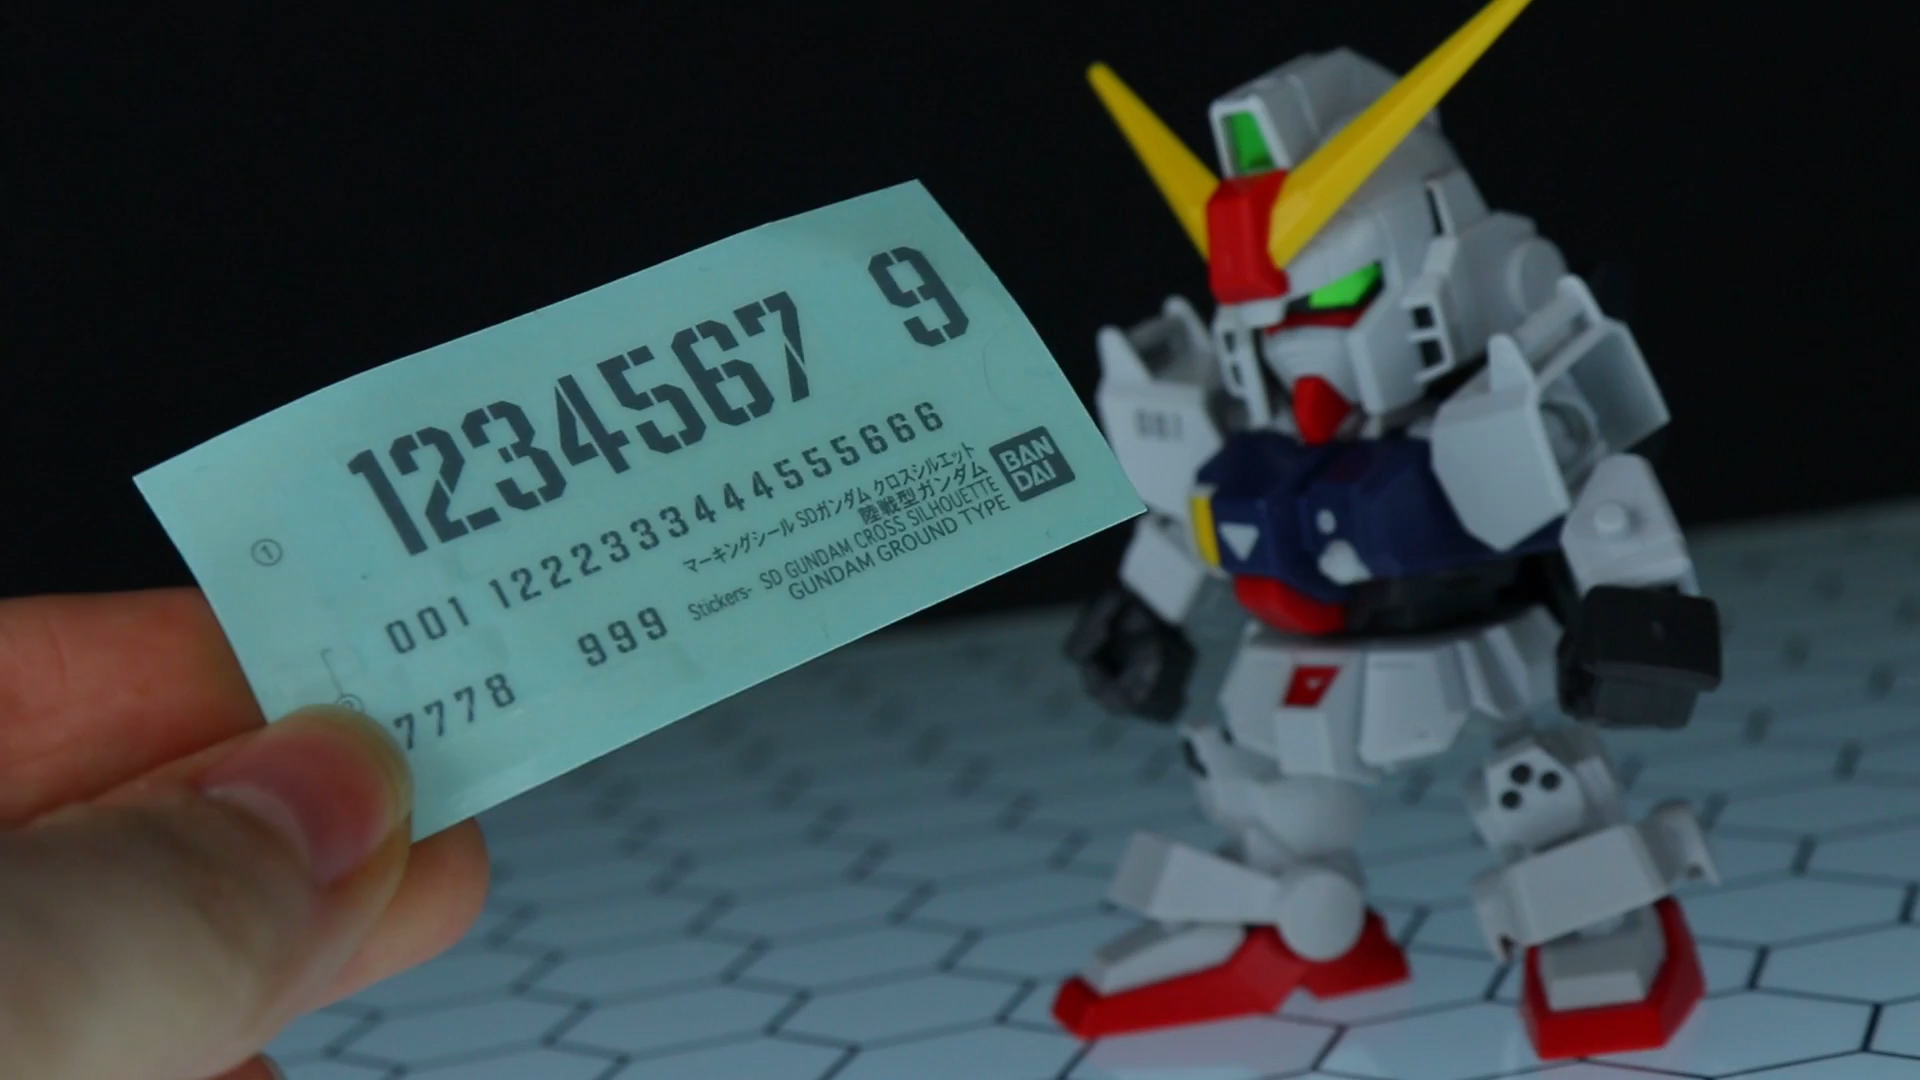 1234567 9
①
001 1222333444555666
7778 999
マーキングシール SDガンダム クロスシルエット
陸戦型ガンダム
Stickers- SD GUNDAM CROSS SILHOUETTE
GUNDAM GROUND TYPE
BAN
DAI